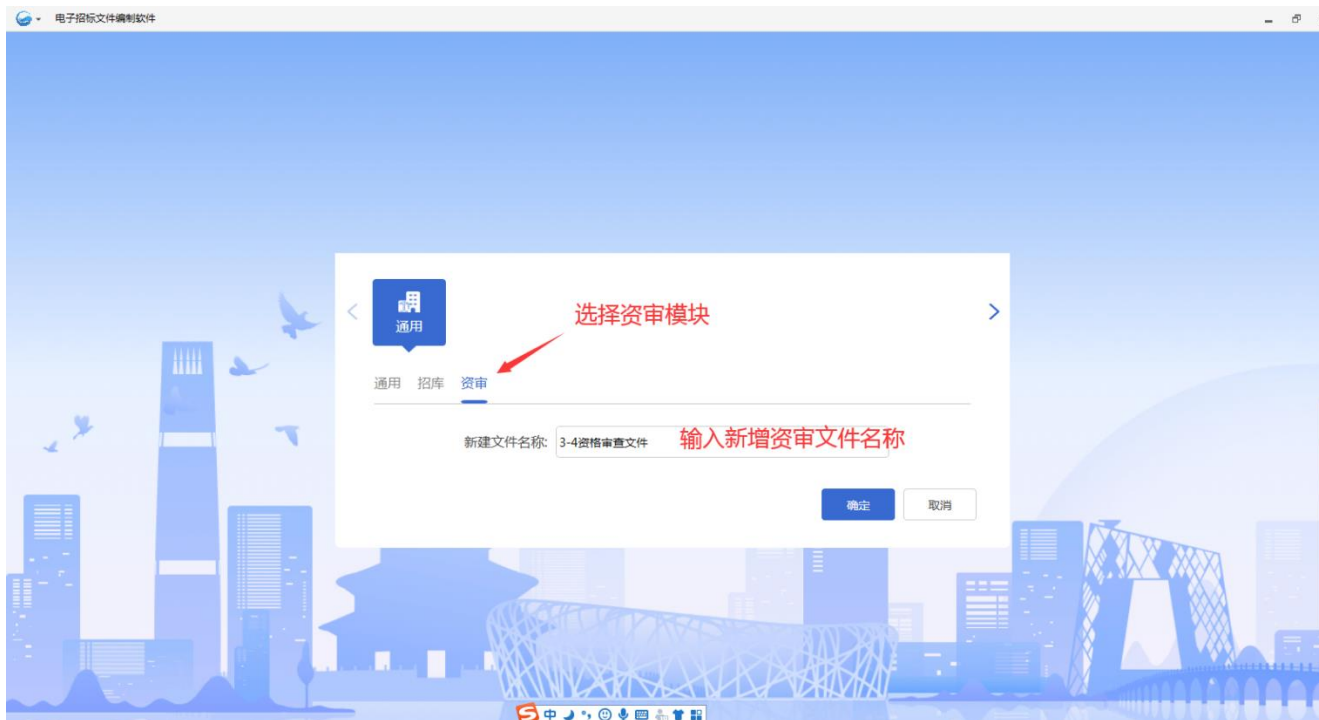 电子招标文件编制软件
通用
选择资审模块
通用 招库 资审
新建文件名称: 3-4资格审查文件 输入新增资审文件名称
确定 取消
中